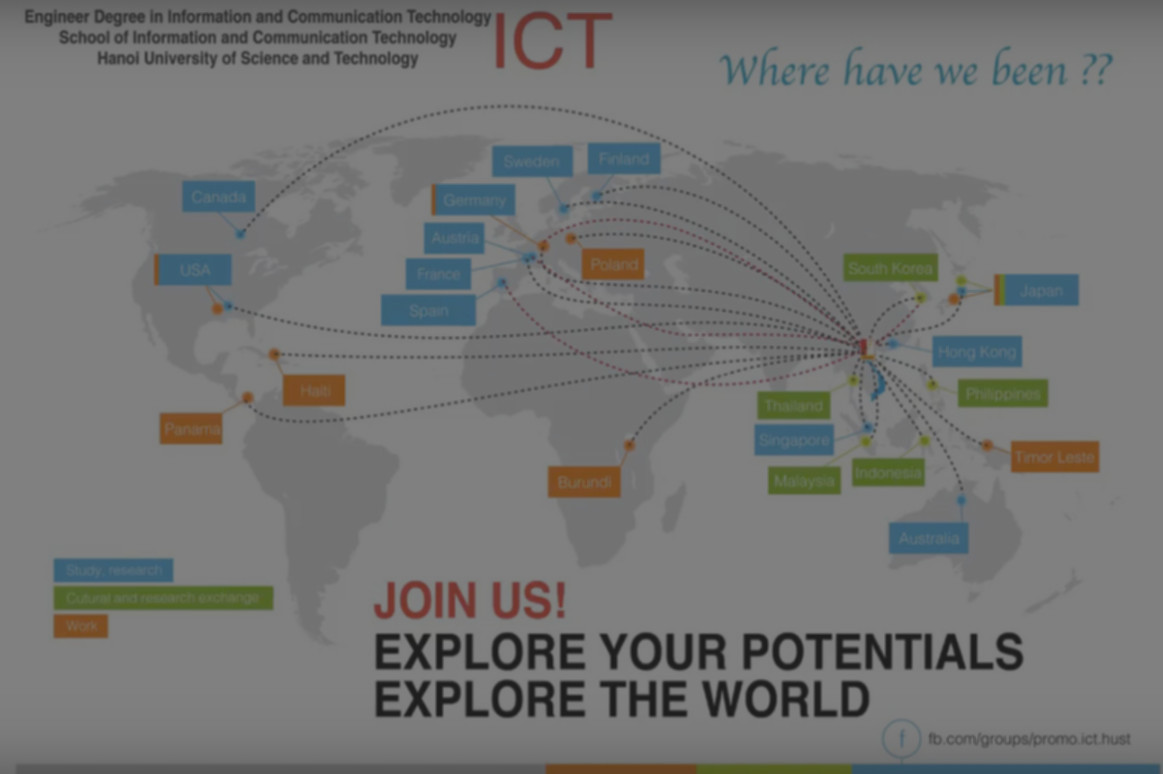 Engineer Degree in Information and Communication Technology
School of Information and Communication Technology
Hanoi University of Science and Technology
ICT
Where have we been ??
Sweden
Finland
Canada
Germany
Austria
USA
France
Poland
South Korea
Japan
Spain
Hong Kong
Haiti
Philippines
Thailand
Panama
Singapore
Timor Leste
Burundi
Malaysia
Indonesia
Australia
Study, research
Cutural and research exchange
Work
JOIN US!
EXPLORE YOUR POTENTIALS
EXPLORE THE WORLD
f
fb.com/groups/promo.ict.hust